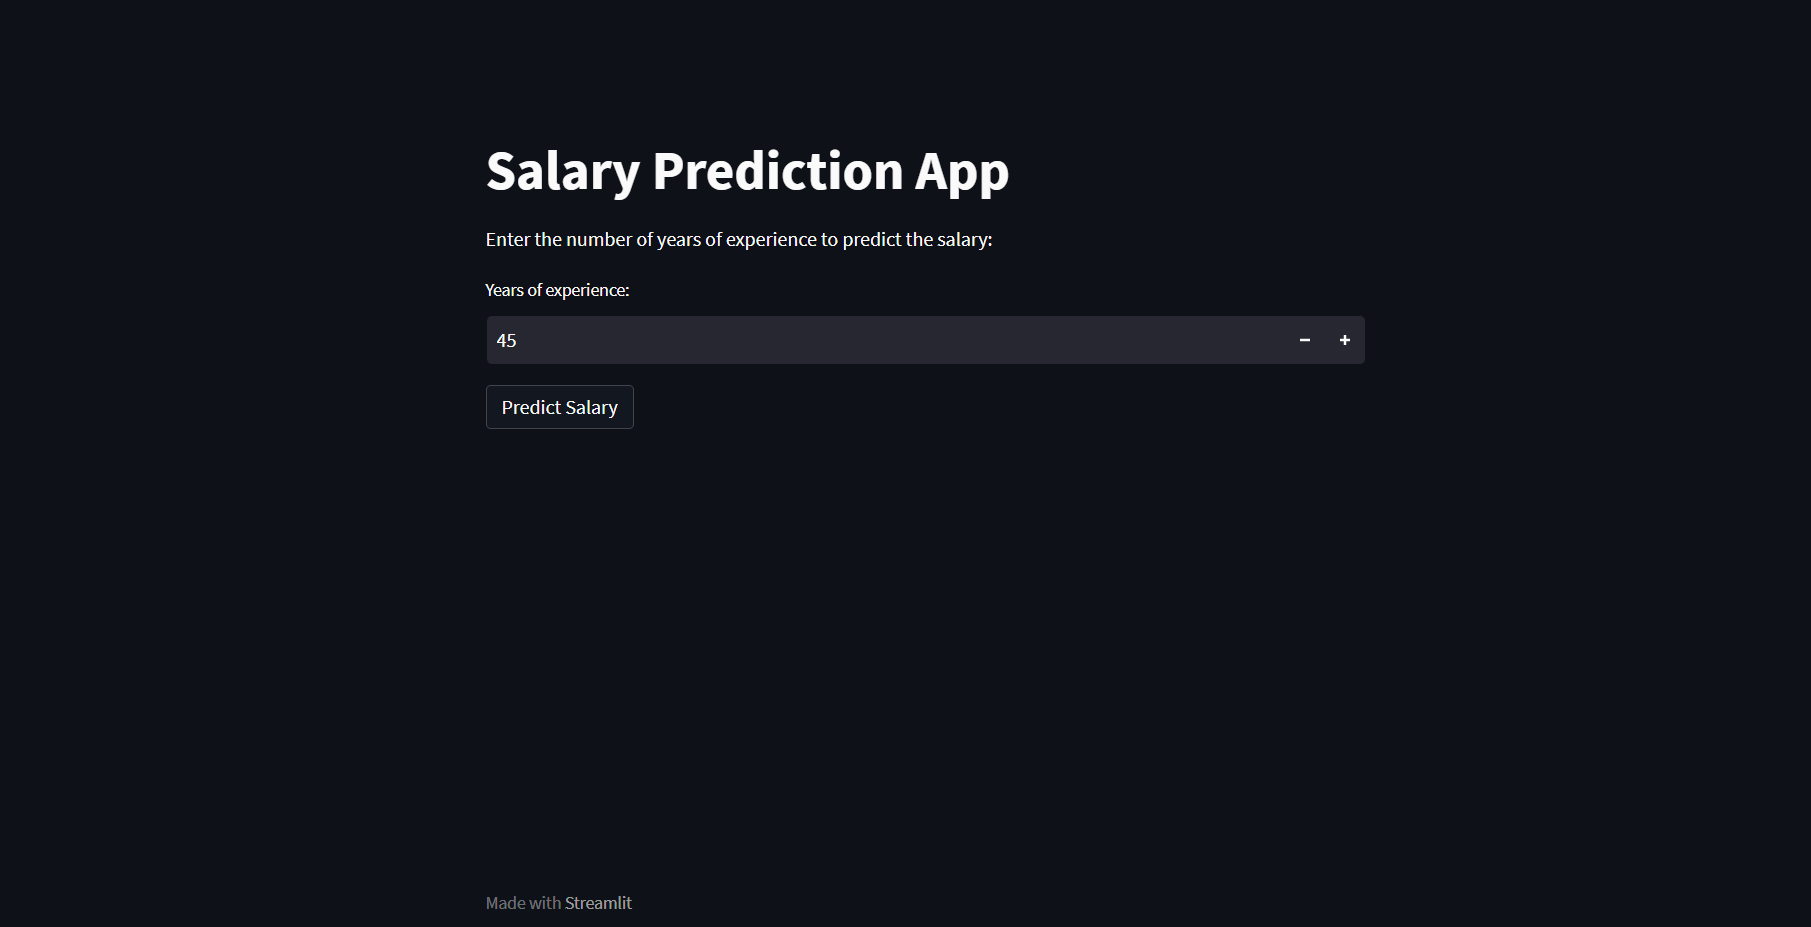 Salary Prediction App
Enter the number of years of experience to predict the salary:
Years of experience:
45
Predict Salary
Made with Streamlit